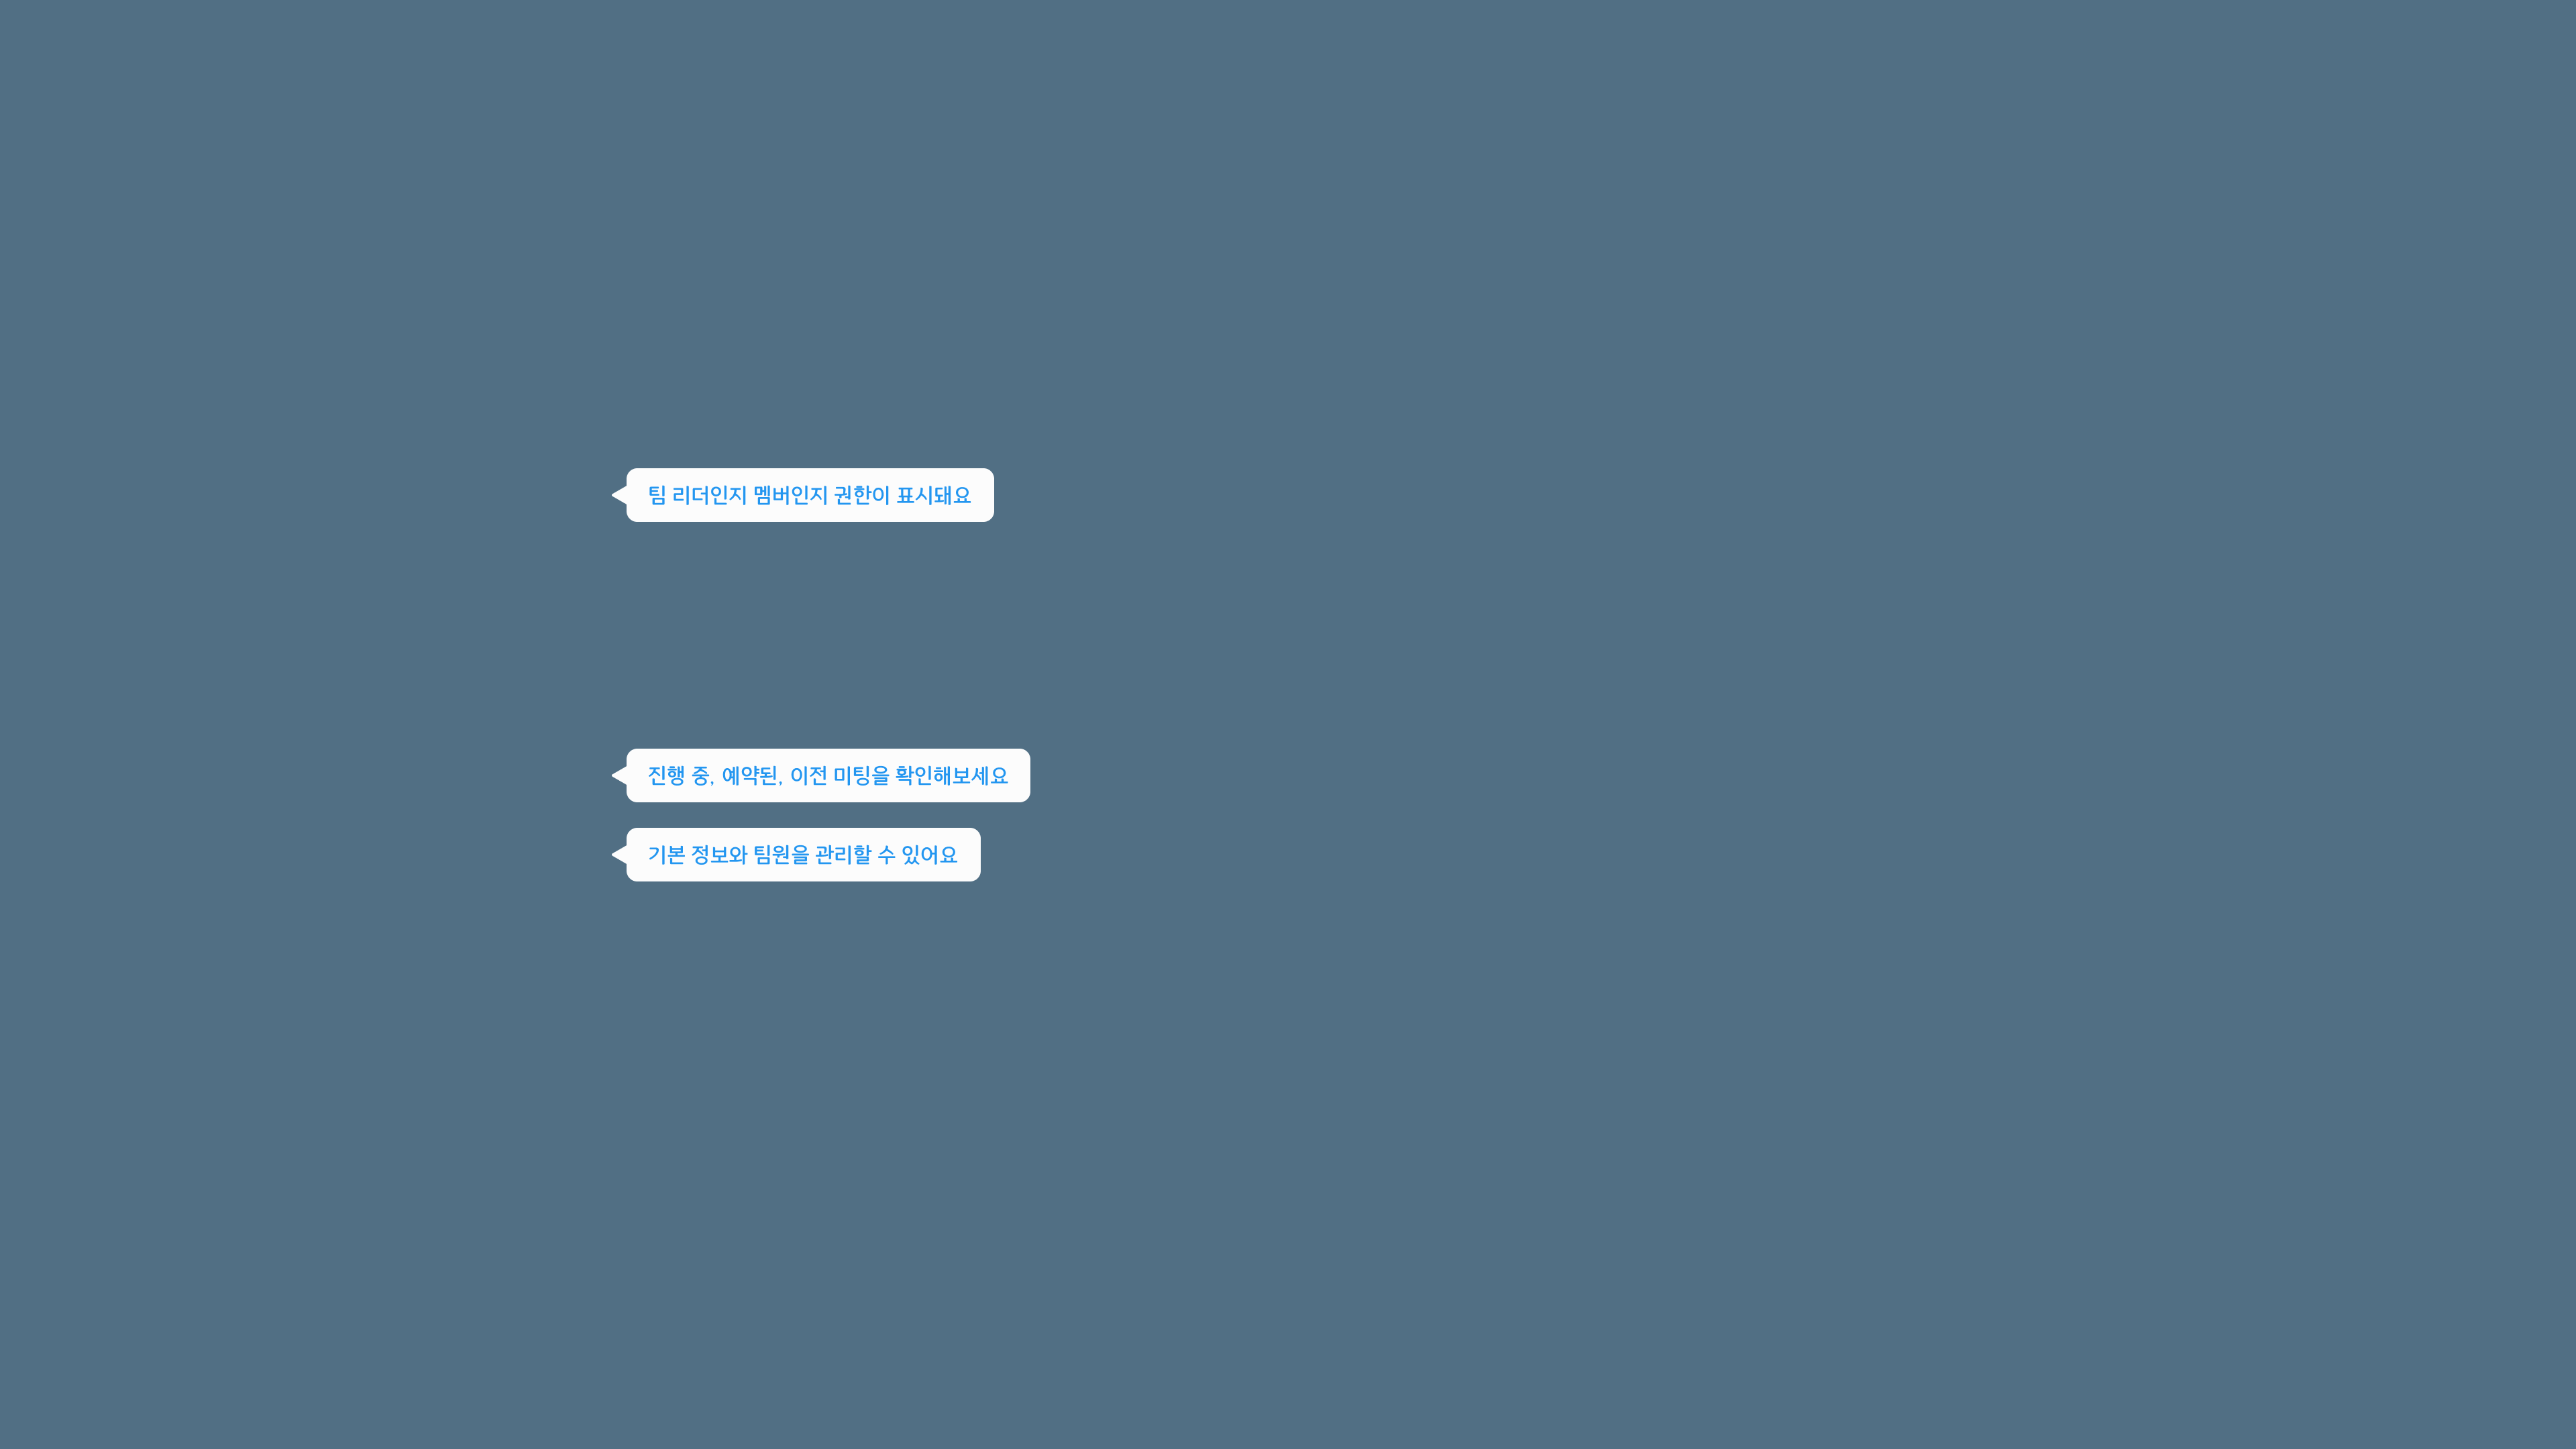 팀 리더인지 멤버인지 권한이 표시돼요
진행 중, 예약된, 이전 미팅을 확인해보세요
기본 정보와 팀원을 관리할 수 있어요